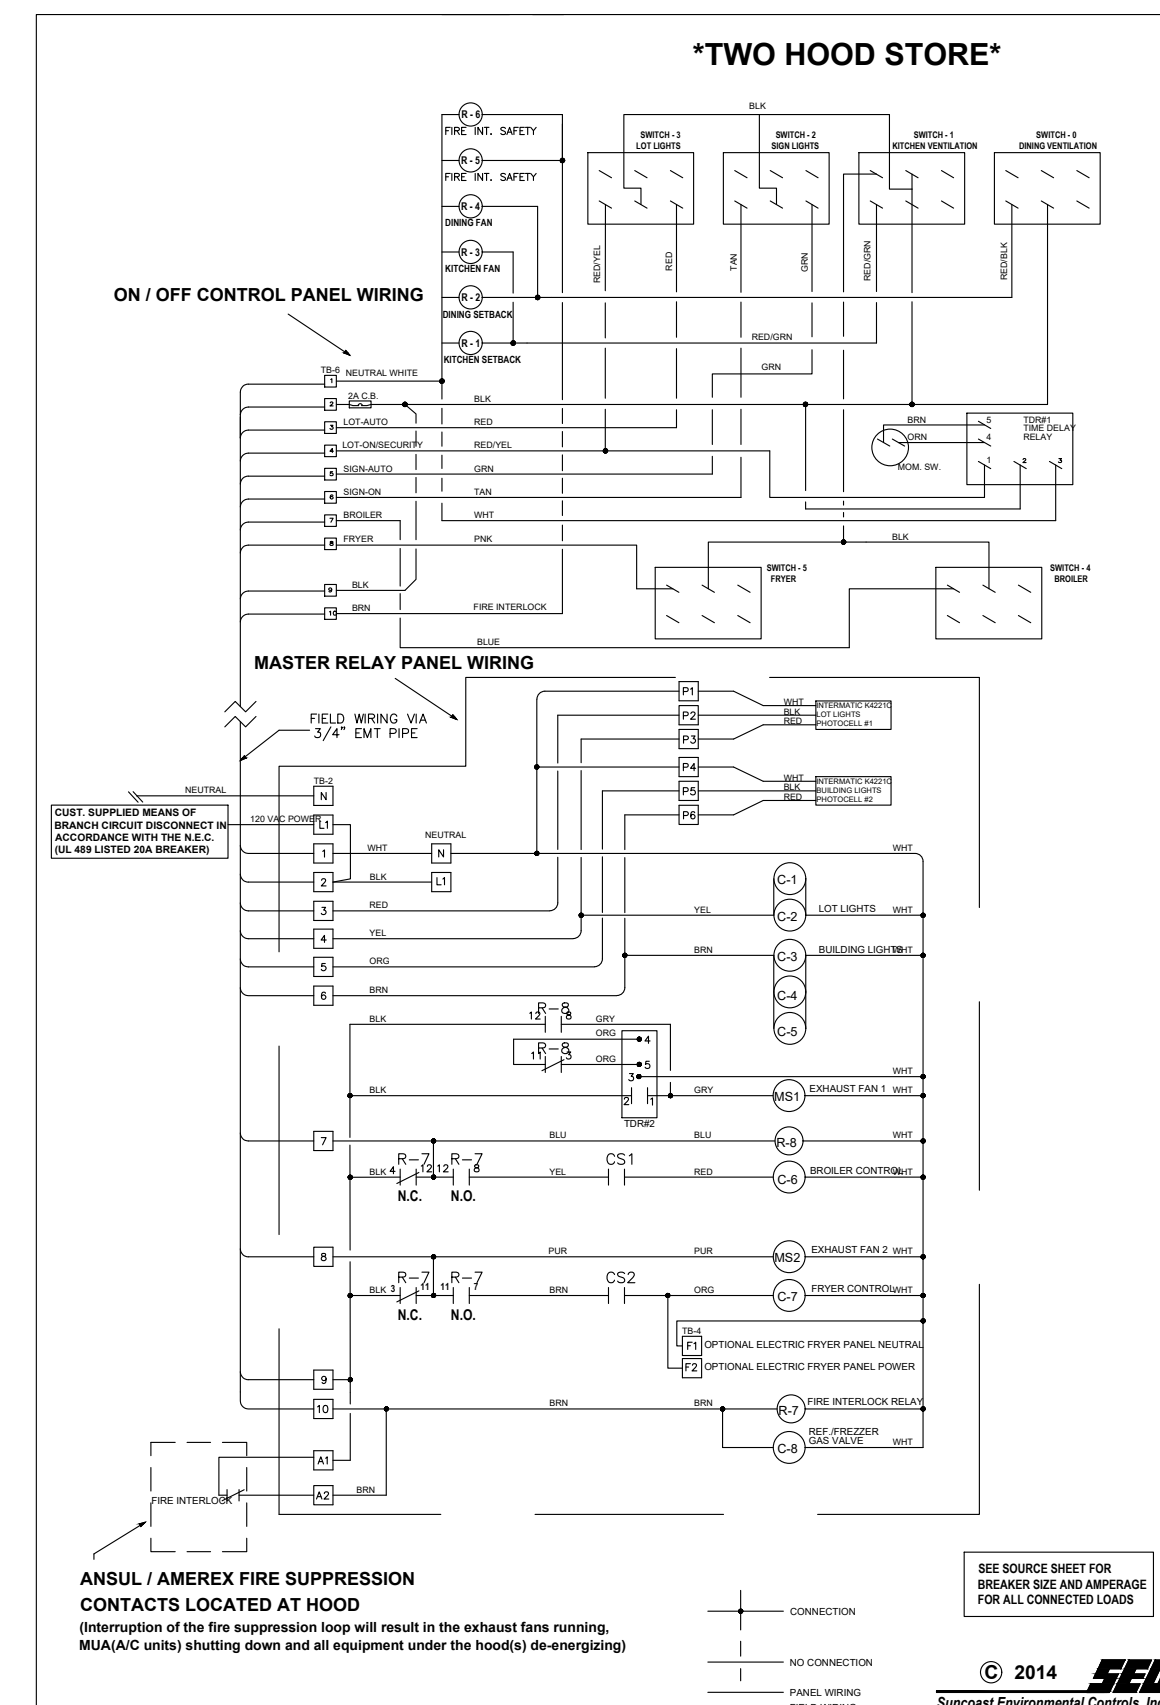 *TWO HOOD STORE*
BLK
R - 6
FIRE INT. SAFETY
R - 5
FIRE INT. SAFETY
R - 4
DINING FAN
R - 3
KITCHEN FAN
R - 2
DINING SETBACK
R - 1
KITCHEN SETBACK
SWITCH - 3
LOT LIGHTS
SWITCH - 2
SIGN LIGHTS
SWITCH - 1
KITCHEN VENTILATION
SWITCH - 0
DINING VENTILATION
RED/YEL
RED
TAN
GRN
RED/GRN
RED/BLK
ON / OFF CONTROL PANEL WIRING
RED/GRN
GRN
TB-6
1 NEUTRAL WHITE
2 2A C.B. BLK
3 LOT-AUTO RED
4 LOT-ON/SECURITY RED/YEL
5 SIGN-AUTO GRN
6 SIGN-ON TAN
7 BROILER WHT
8 FRYER PNK
9 BLK
10 BRN FIRE INTERLOCK
BLUE
BRN
ORN
MOM. SW.
5 TDR#1
TIME DELAY
4 RELAY
1 2 3
BLK
SWITCH - 5
FRYER
SWITCH - 4
BROILER
MASTER RELAY PANEL WIRING
FIELD WIRING VIA
3/4" EMT PIPE
P1
P2
P3
WHT
BLK
RED
INTERMATIC K4221C
LOT LIGHTS
PHOTOCELL #1
P4
P5
P6
WHT
BLK
RED
INTERMATIC K4221C
BUILDING LIGHTS
PHOTOCELL #2
NEUTRAL
TB-2
N
CUST. SUPPLIED MEANS OF
BRANCH CIRCUIT DISCONNECT IN
ACCORDANCE WITH THE N.E.C.
(UL 489 LISTED 20A BREAKER)
120 VAC POWER
L1
NEUTRAL
1 WHT N WHT
2 BLK L1
C-1
3 RED
YEL C-2 LOT LIGHTS WHT
4 YEL
BRN C-3 BUILDING LIGHTS WHT
5 ORG
6 BRN
C-4
C-5
BLK 12 R-8 8 GRY
ORG 4
11 R-8 3 ORG 5
3 WHT
BLK 2 1 GRY MS1 EXHAUST FAN 1 WHT
TDR#2
7 BLU BLU R-8 WHT
BLK 4 R-7 12 12 R-7 8 YEL CS1 RED C-6 BROILER CONTROL WHT
N.C. N.O.
8 PUR PUR MS2 EXHAUST FAN 2 WHT
BLK 3 R-7 11 11 R-7 7 BRN CS2 ORG C-7 FRYER CONTROL WHT
N.C. N.O.
TB-4
F1 OPTIONAL ELECTRIC FRYER PANEL NEUTRAL
F2 OPTIONAL ELECTRIC FRYER PANEL POWER
9
10 BRN BRN R-7 FIRE INTERLOCK RELAY
C-8 REF./FREZZER
GAS VALVE WHT
A1
A2 BRN
FIRE INTERLOCK
ANSUL / AMEREX FIRE SUPPRESSION
CONTACTS LOCATED AT HOOD
(Interruption of the fire suppression loop will result in the exhaust fans running,
MUA(A/C units) shutting down and all equipment under the hood(s) de-energizing)
CONNECTION
NO CONNECTION
PANEL WIRING
SEE SOURCE SHEET FOR
BREAKER SIZE AND AMPERAGE
FOR ALL CONNECTED LOADS
© 2014
Suncoast Environmental Controls, Inc